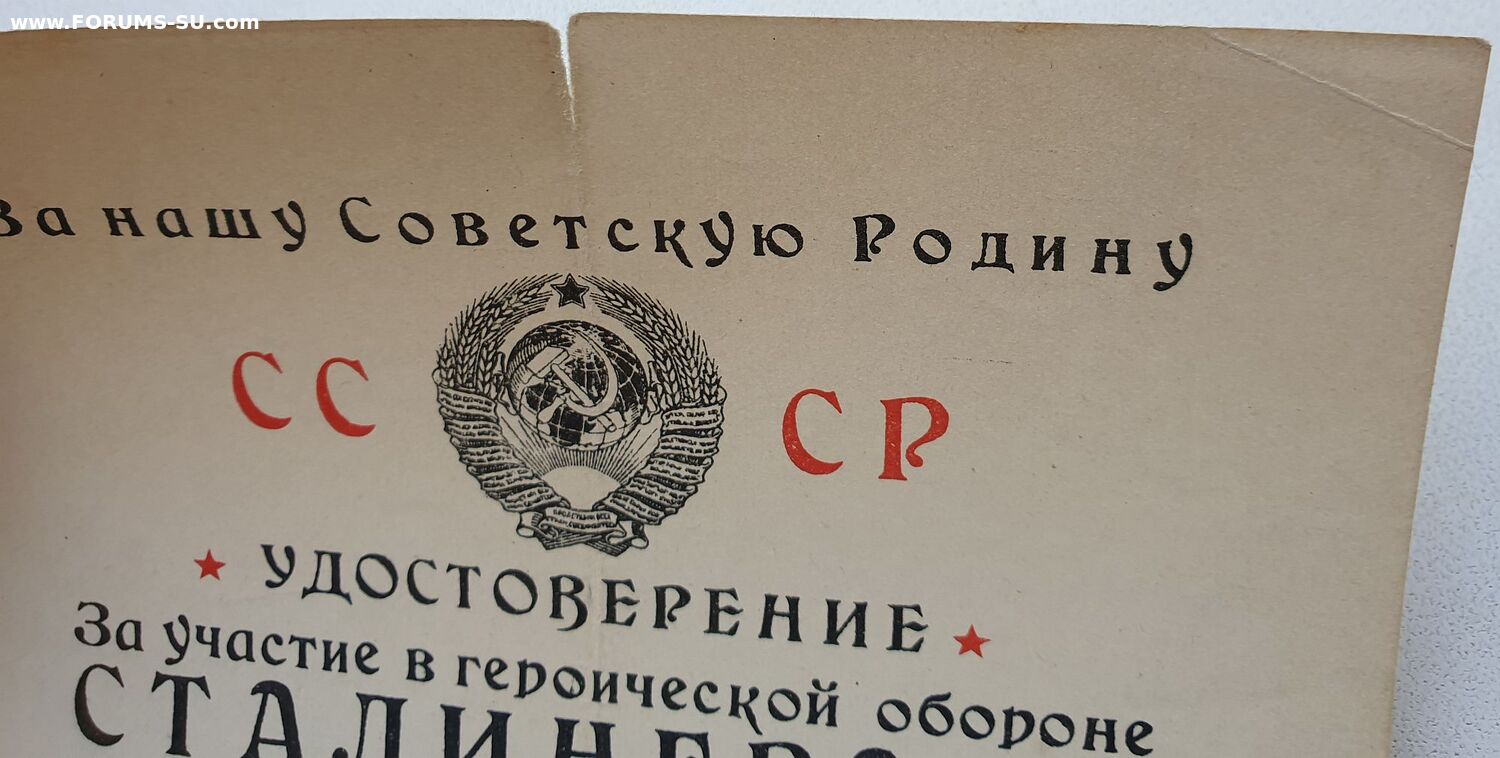 www.FORUMS-SU.com
За нашу Советскую Родину
СС СР
УДОСТОВЕРЕНИЕ
За участие в героической обороне